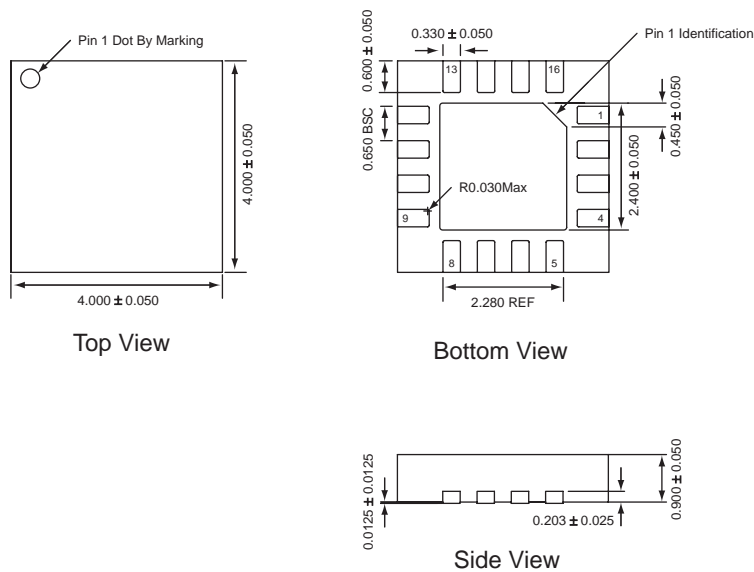 Pin 1 Dot By Marking
4.000 ± 0.050
4.000 ± 0.050
Top View
0.600 ± 0.050
0.330 ± 0.050
Pin 1 Identification
13
16
0.650 BSC
1
0.450 ± 0.050
2.400 ± 0.050
R0.030Max
9
4
8
5
2.280 REF
Bottom View
0.0125 ± 0.0125
0.203 ± 0.025
0.900 ± 0.050
Side View